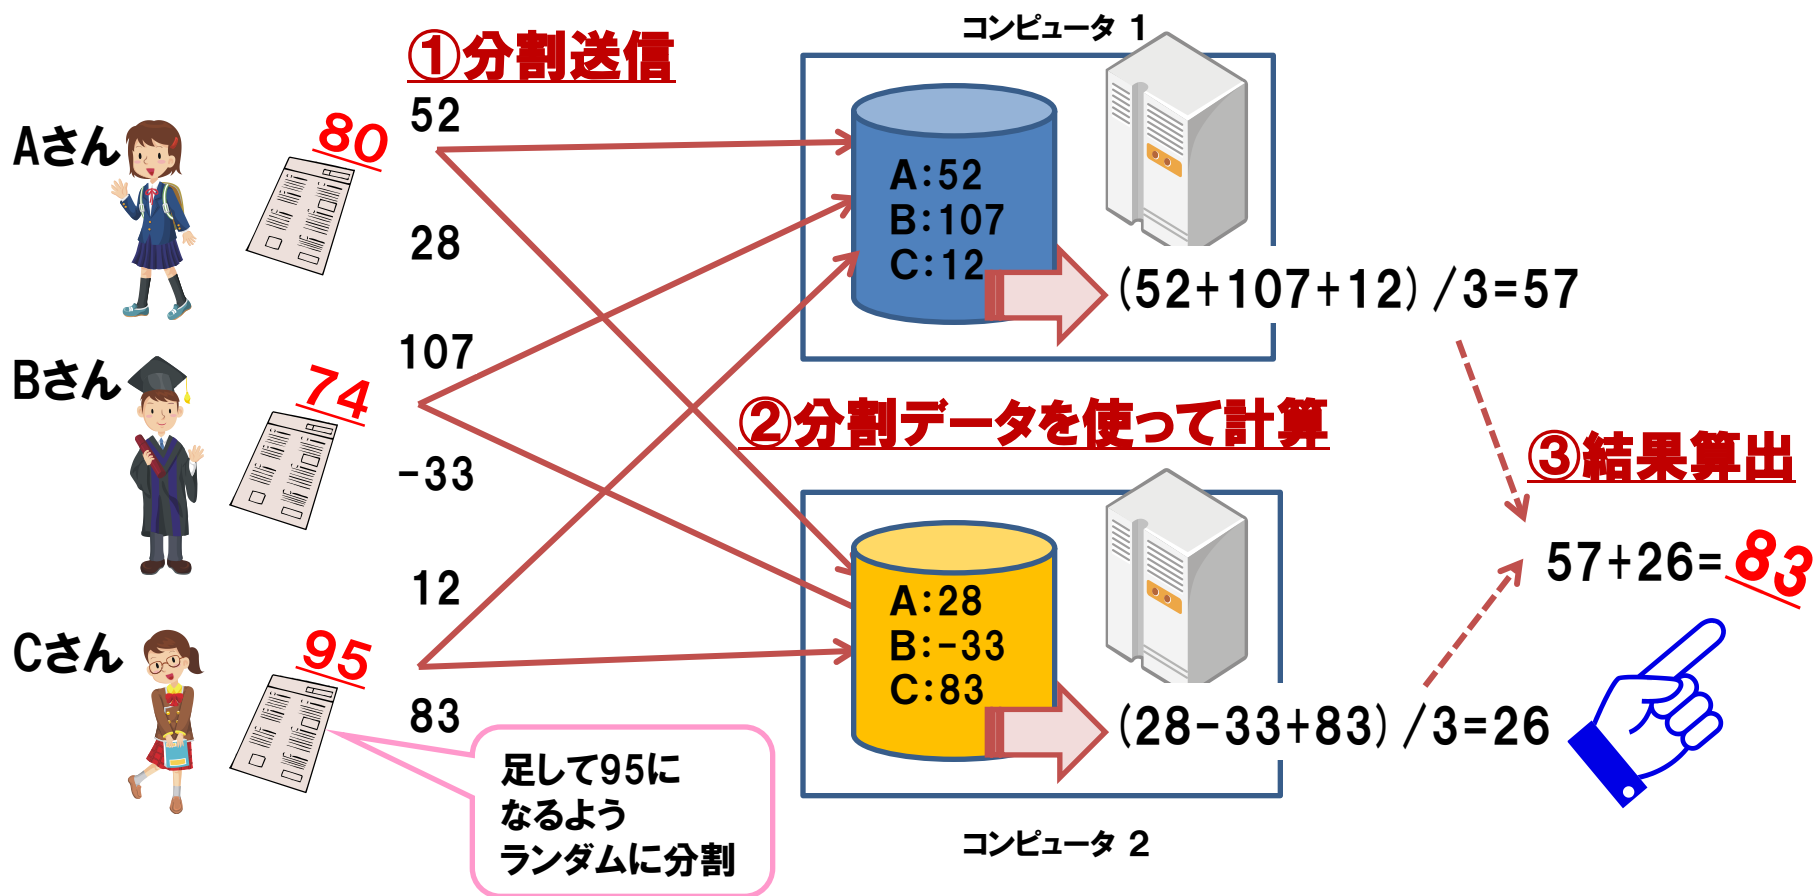 ①分割送信
Aさん
80
52
28
Bさん
74
107
-33
Cさん
95
12
83
足して95に
なるよう
ランダムに分割
コンピュータ 1
A:52
B:107
C:12
(52+107+12)/3=57
②分割データを使って計算
A:28
B:-33
C:83
(28-33+83)/3=26
コンピュータ 2
③結果算出
57+26=83